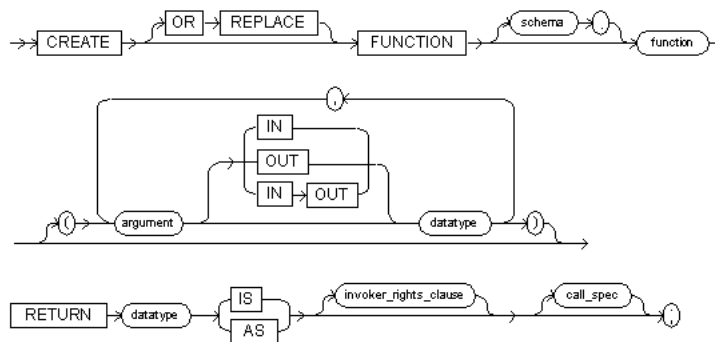 OR REPLACE schema .
CREATE FUNCTION function
,
IN
OUT
IN OUT
( argument datatype )
IS invoker_rights_clause call_spec
RETURN datatype ;
AS